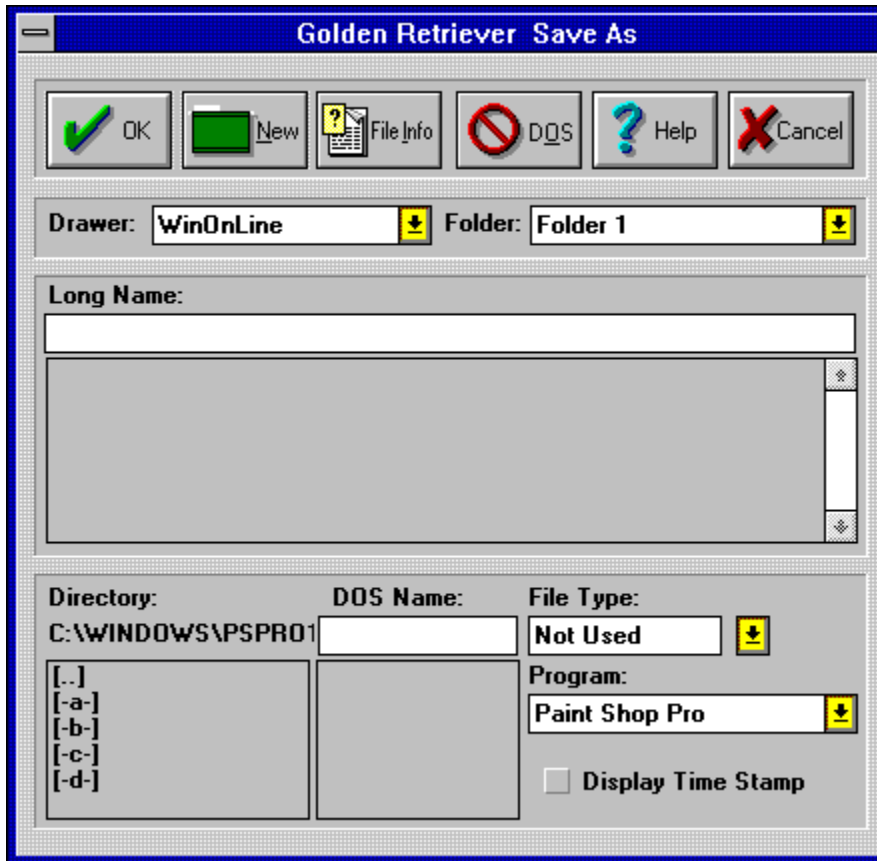 Golden Retriever  Save As
OK New File Info DOS Help Cancel
Drawer: WinOnLine Folder: Folder 1
Long Name:
Directory: DOS Name: File Type:
C:\WINDOWS\PSPRO1 Not Used
[..] Program:
[-a-] Paint Shop Pro
[-b-]
[-c-]
[-d-] Display Time Stamp